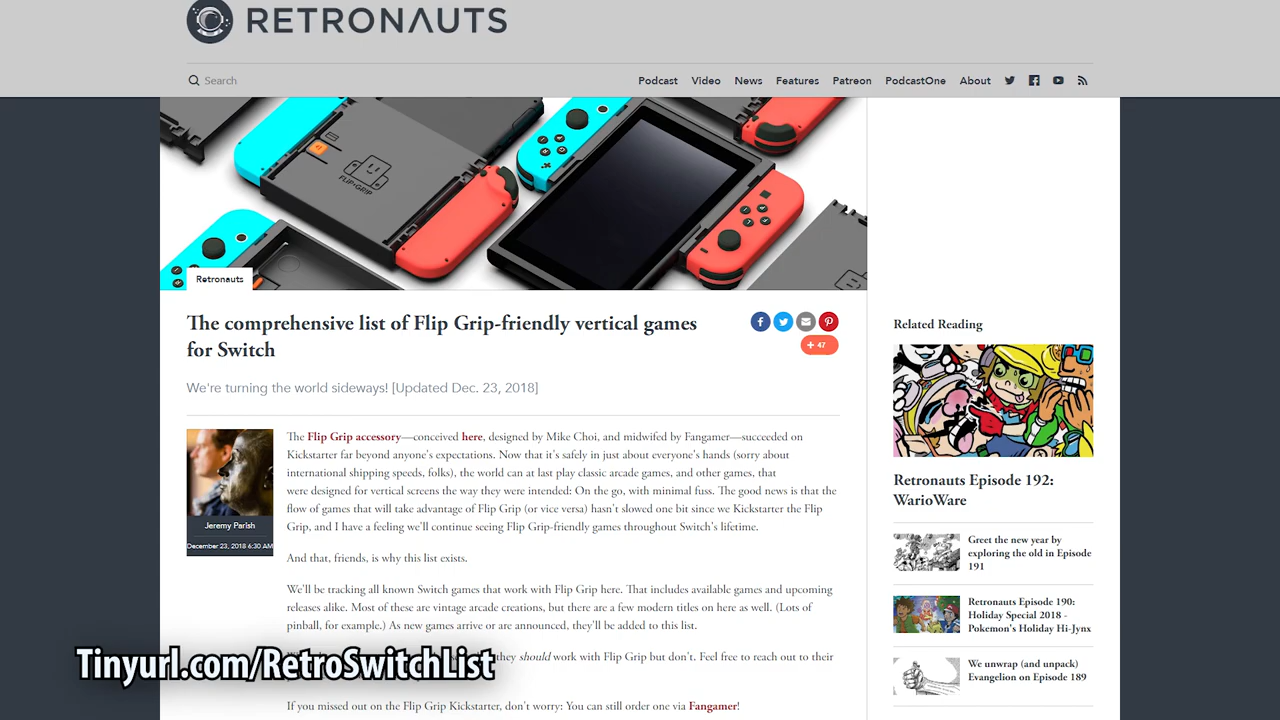 RETRONAUTS
Search
Podcast Video News Features Patreon PodcastOne About
FLIP GRIP
Retronauts
The comprehensive list of Flip Grip-friendly vertical games
for Switch
47
We're turning the world sideways! [Updated Dec. 23, 2018]
Jeremy Parish
December 23, 2018 6:30 AM
The Flip Grip accessory—conceived here, designed by Mike Choi, and midwifed by Fangamer—succeeded on
Kickstarter far beyond anyone's expectations. Now that it's safely in just about everyone's hands (sorry about
international shipping speeds, folks), the world can at last play classic arcade games, and other games, that
were designed for vertical screens the way they were intended: On the go, with minimal fuss. The good news is that the
flow of games that will take advantage of Flip Grip (or vice versa) hasn't slowed one bit since we Kickstarter the Flip
Grip, and I have a feeling we'll continue seeing Flip Grip-friendly games throughout Switch's lifetime.
And that, friends, is why this list exists.
We'll be tracking all known Switch games that work with Flip Grip here. That includes available games and upcoming
releases alike. Most of these are vintage arcade creations, but there are a few modern titles on here as well. (Lots of
pinball, for example.) As new games arrive or are announced, they'll be added to this list.
they should work with Flip Grip but don't. Feel free to reach out to their
If you missed out on the Flip Grip Kickstarter, don't worry: You can still order one via Fangamer!
Related Reading
Retronauts Episode 192:
WarioWare
Greet the new year by
exploring the old in Episode
191
Retronauts Episode 190:
Holiday Special 2018 -
Pokemon's Holiday Hi-Jynx
We unwrap (and unpack)
Evangelion on Episode 189
Tinyurl.com/RetroSwitchList